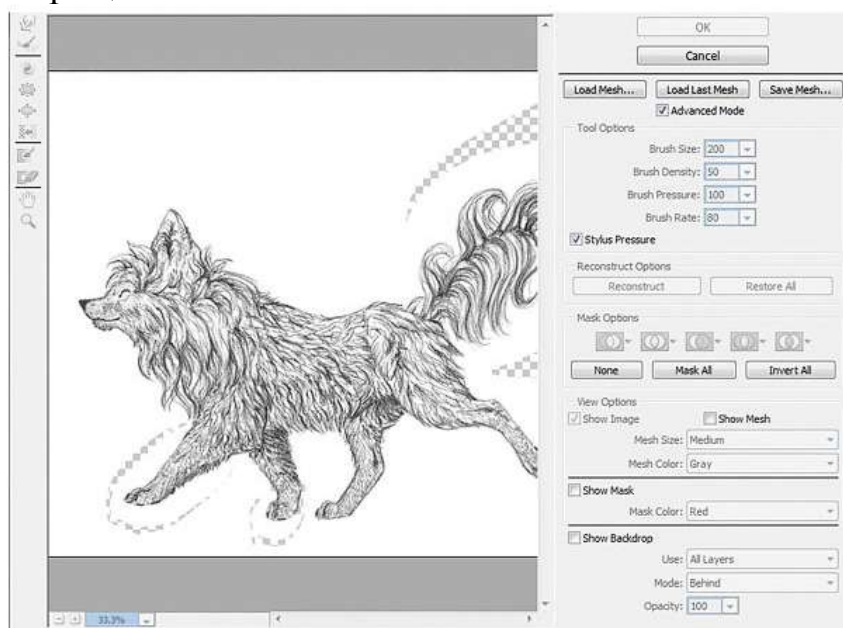 OK
Cancel
Load Mesh... Load Last Mesh Save Mesh...
Advanced Mode
Tool Options
Brush Size: 200
Brush Density: 50
Brush Pressure: 100
Brush Rate: 80
Stylus Pressure
Reconstruct Options
Reconstruct Restore All
Mask Options
None Mask All Invert All
View Options
Show Image Show Mesh
Mesh Size: Medium
Mesh Color: Gray
Show Mask
Mask Color: Red
Show Backdrop
Use: All Layers
Mode: Behind
Opacity: 100
33.3%